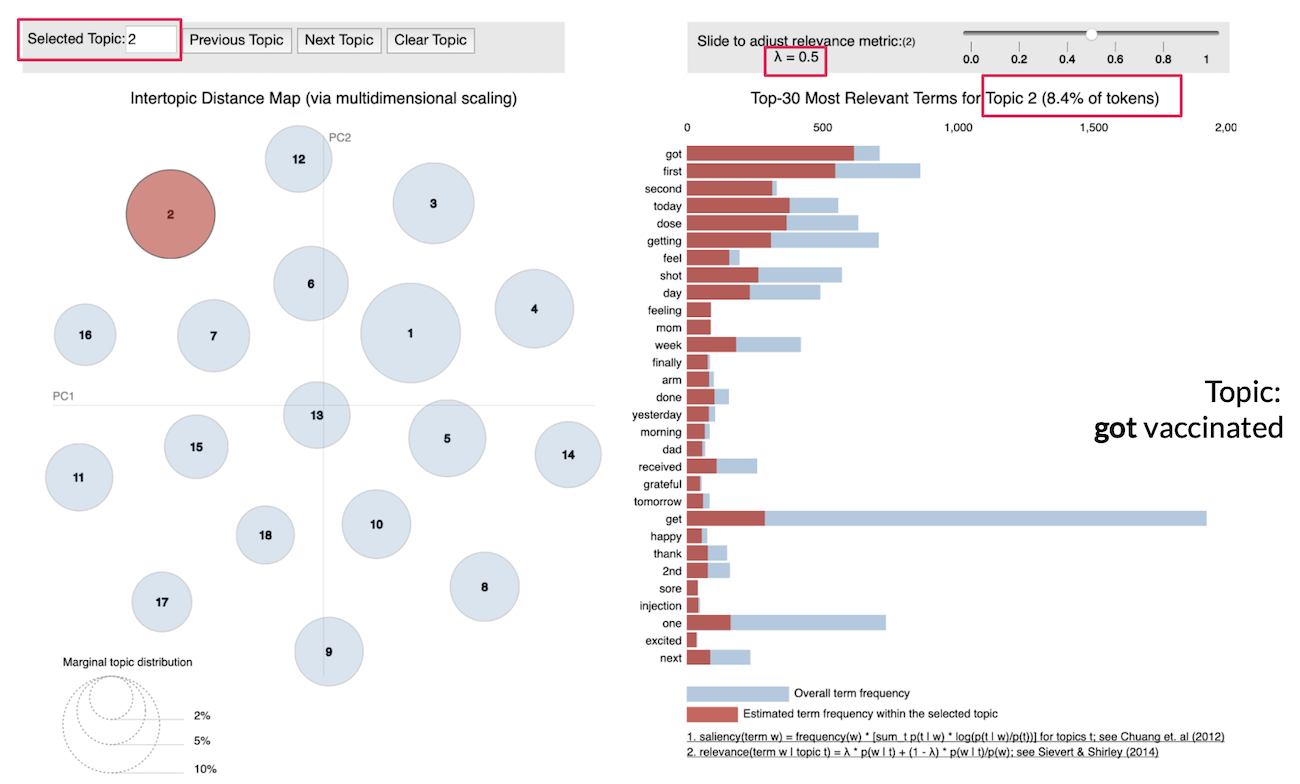 Selected Topic: 2 Previous Topic Next Topic Clear Topic
Slide to adjust relevance metric:(2)
λ = 0.5
0.0 0.2 0.4 0.6 0.8 1
Intertopic Distance Map (via multidimensional scaling)
PC2
PC1
12
3
2
6
4
1
16
7
13
5
15
14
11
10
18
8
17
9
Marginal topic distribution
2%
5%
10%
Top-30 Most Relevant Terms for Topic 2 (8.4% of tokens)
0 500 1,000 1,500 2,00
got
first
second
today
dose
getting
feel
shot
day
feeling
mom
week
finally
arm
done
yesterday
morning
dad
received
grateful
tomorrow
get
happy
thank
2nd
sore
injection
one
excited
next
Topic:
got vaccinated
Overall term frequency
Estimated term frequency within the selected topic
1. saliency(term w) = frequency(w) * [sum_t p(t | w) * log(p(t | w)/p(t))] for topics t; see Chuang et. al (2012)
2. relevance(term w | topic t) = λ * p(w | t) + (1 - λ) * p(w | t)/p(w); see Sievert & Shirley (2014)